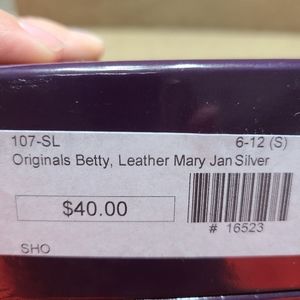 107-SL 6-12 (S)
Originals Betty, Leather Mary Jan Silver
$40.00
# 16523
SHO